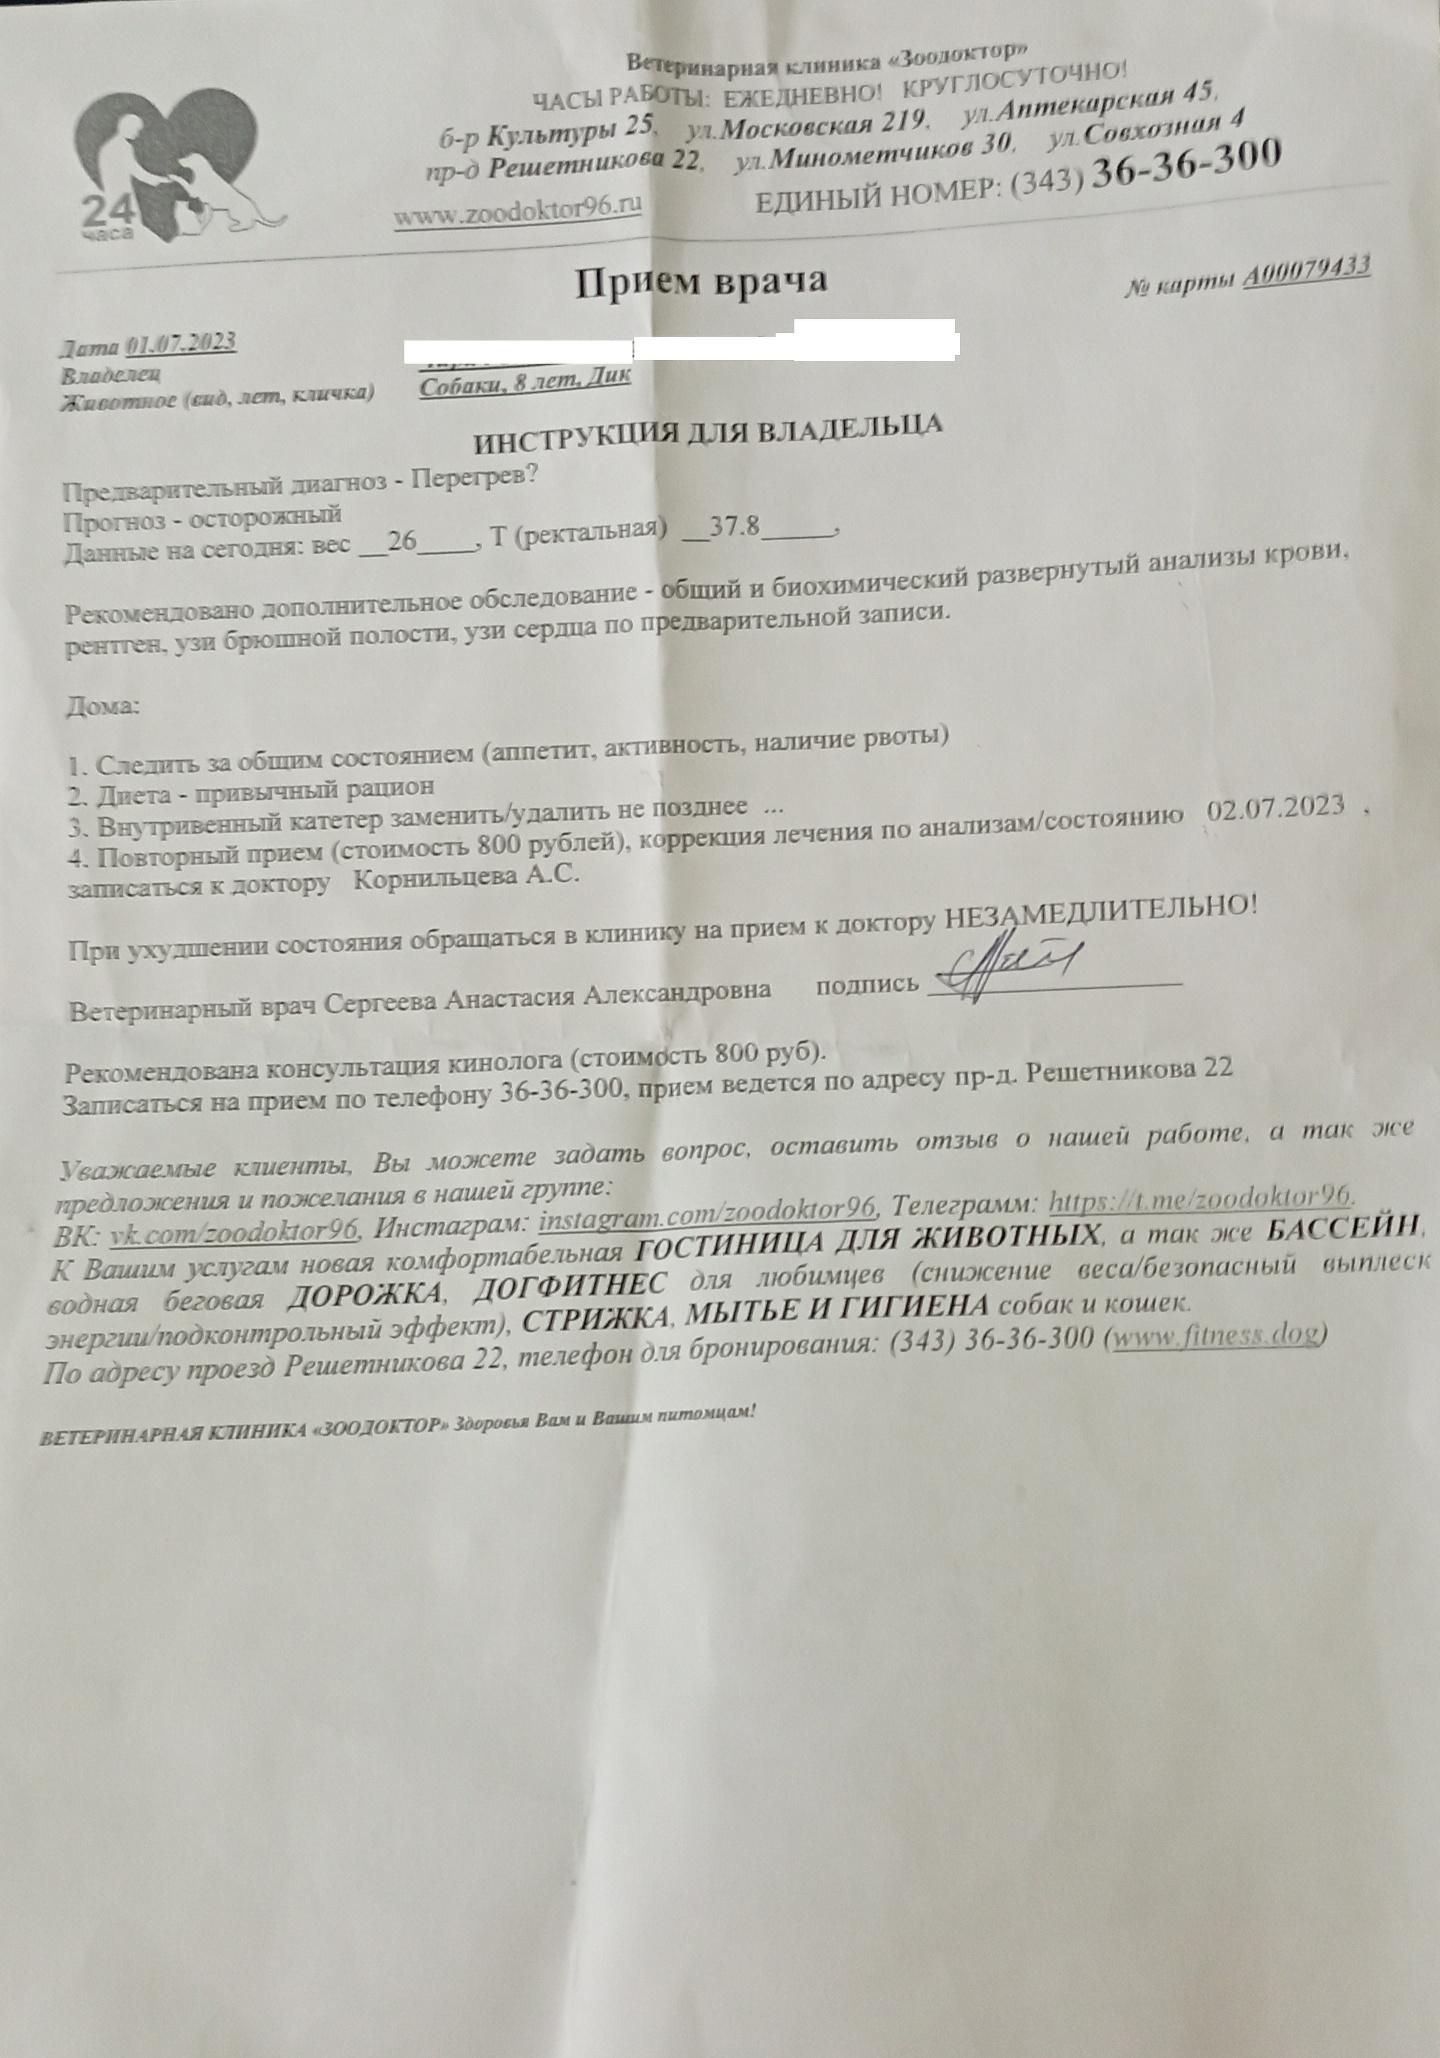 Ветеринарная клиника «Зоодоктор»
ЧАСЫ РАБОТЫ: ЕЖЕДНЕВНО! КРУГЛОСУТОЧНО!
б-р Культуры 25, ул.Московская 219, ул.Аптекарская 45,
пр-д Решетникова 22, ул.Минометчиков 30, ул.Совхозная 4
www.zoodoktor96.ru ЕДИНЫЙ НОМЕР: (343) 36-36-300
24
часа
Прием врача
№ карты А00079433
Дата 01.07.2023
Владелец
Животное (вид, лет, кличка) Собаки, 8 лет, Дик
ИНСТРУКЦИЯ ДЛЯ ВЛАДЕЛЬЦА
Предварительный диагноз - Перегрев?
Прогноз - осторожный
Данные на сегодня: вес __26____, Т (ректальная) __37.8_____,
Рекомендовано дополнительное обследование - общий и биохимический развернутый анализы крови,
рентген, узи брюшной полости, узи сердца по предварительной записи.
Дома:
1. Следить за общим состоянием (аппетит, активность, наличие рвоты)
2. Диета - привычный рацион
3. Внутривенный катетер заменить/удалить не позднее ...
4. Повторный прием (стоимость 800 рублей), коррекция лечения по анализам/состоянию 02.07.2023 ,
записаться к доктору Корнильцева А.С.
При ухудшении состояния обращаться в клинику на прием к доктору НЕЗАМЕДЛИТЕЛЬНО!
Ветеринарный врач Сергеева Анастасия Александровна подпись
Рекомендована консультация кинолога (стоимость 800 руб).
Записаться на прием по телефону 36-36-300, прием ведется по адресу пр-д. Решетникова 22
Уважаемые клиенты, Вы можете задать вопрос, оставить отзыв о нашей работе, а так же
предложения и пожелания в нашей группе:
ВК: vk.com/zoodoktor96, Инстаграм: instagram.com/zoodoktor96, Телеграмм: https://t.me/zoodoktor96.
К Вашим услугам новая комфортабельная ГОСТИНИЦА ДЛЯ ЖИВОТНЫХ, а так же БАССЕЙН,
водная беговая ДОРОЖКА, ДОГФИТНЕС для любимцев (снижение веса/безопасный выплеск
энергии/подконтрольный эффект), СТРИЖКА, МЫТЬЕ И ГИГИЕНА собак и кошек.
По адресу проезд Решетникова 22, телефон для бронирования: (343) 36-36-300 (www.fitness.dog)
ВЕТЕРИНАРНАЯ КЛИНИКА «ЗООДОКТОР» Здоровья Вам и Вашим питомцам!